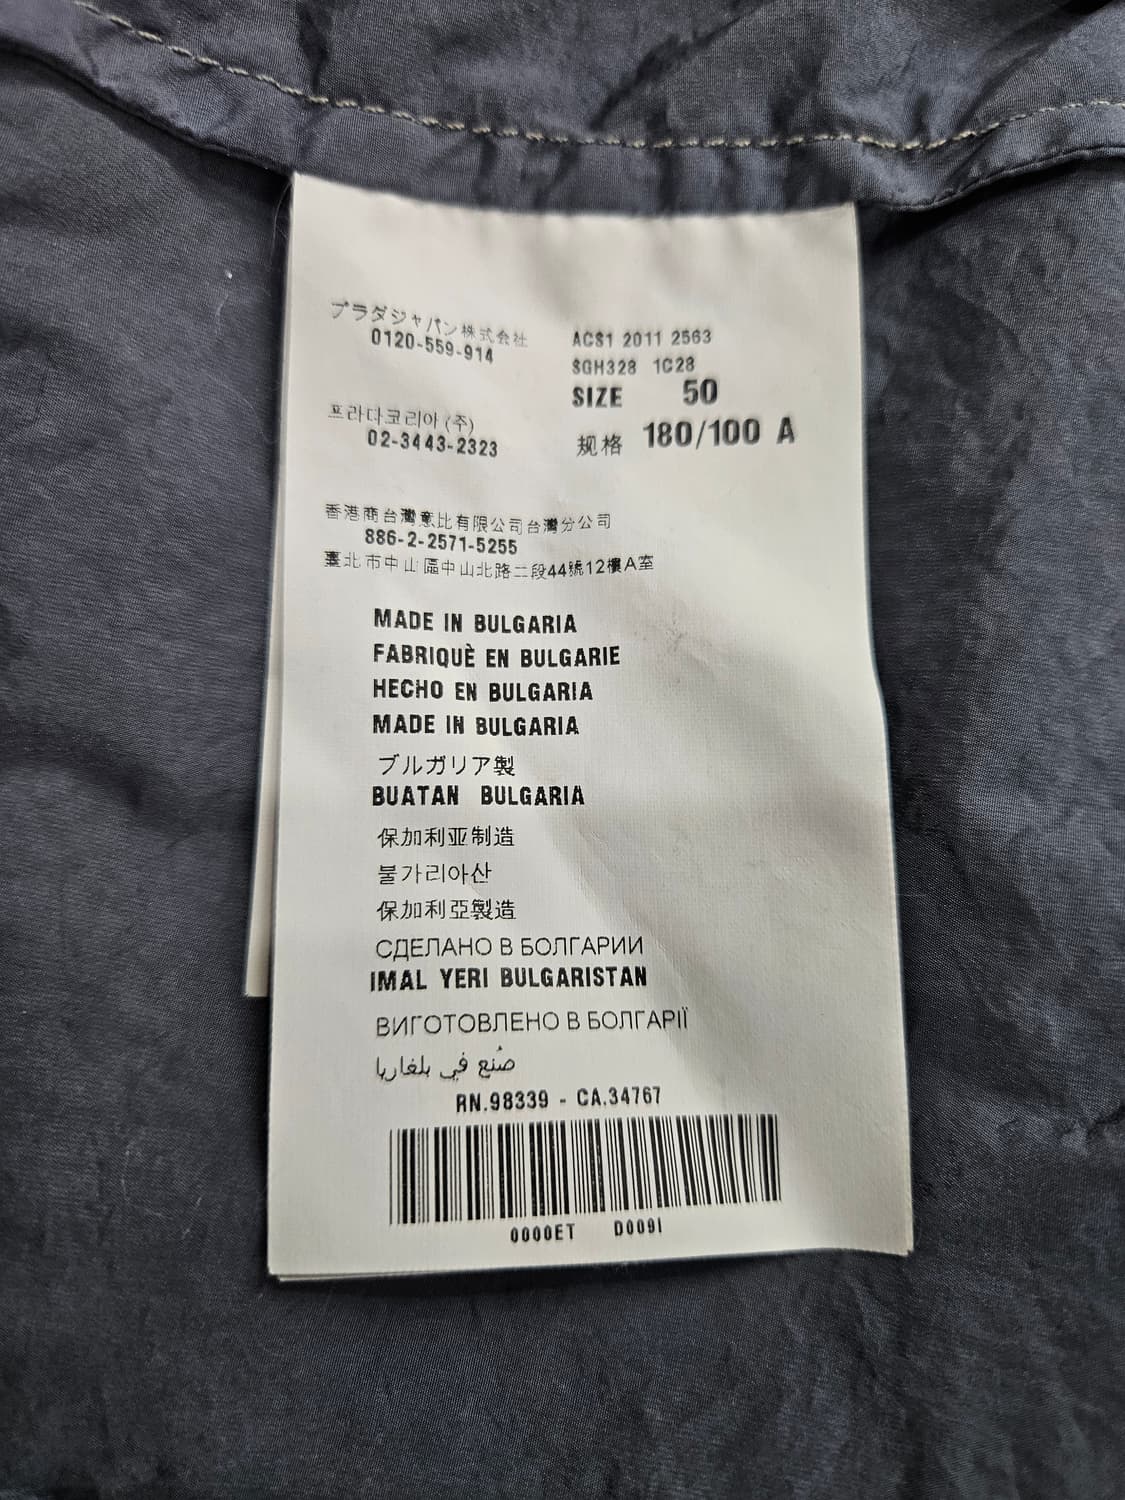 プラダジャパン株式会社
0120-559-914
ACS1 2011 2563
SGH328 1C28
SIZE 50
规格 180/100 A
프라다코리아 (주)
02-3443-2323
香港商台灣意比有限公司台灣分公司
886-2-2571-5255
臺北市中山區中山北路二段44號12樓A室
MADE IN BULGARIA
FABRIQUÈ EN BULGARIE
HECHO EN BULGARIA
MADE IN BULGARIA
ブルガリア製
BUATAN BULGARIA
保加利亚制造
불가리아산
保加利亞製造
СДЕЛАНО В БОЛГАРИИ
IMAL YERI BULGARISTAN
ВИГОТОВЛЕНО В БОЛГАРІЇ
صُنع في بلغاريا
RN.98339 - CA.34767
0000ET D009I